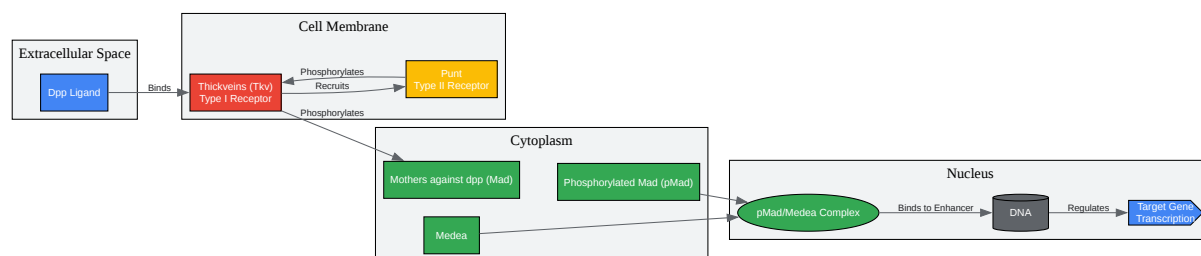 Extracellular Space
Dpp Ligand
Binds
Cell Membrane
Thickveins (Tkv)
Type I Receptor
Phosphorylates
Recruits
Punt
Type II Receptor
Phosphorylates
Cytoplasm
Mothers against dpp (Mad)
Phosphorylated Mad (pMad)
Medea
Nucleus
pMad/Medea Complex
Binds to Enhancer
DNA
Regulates
Target Gene
Transcription